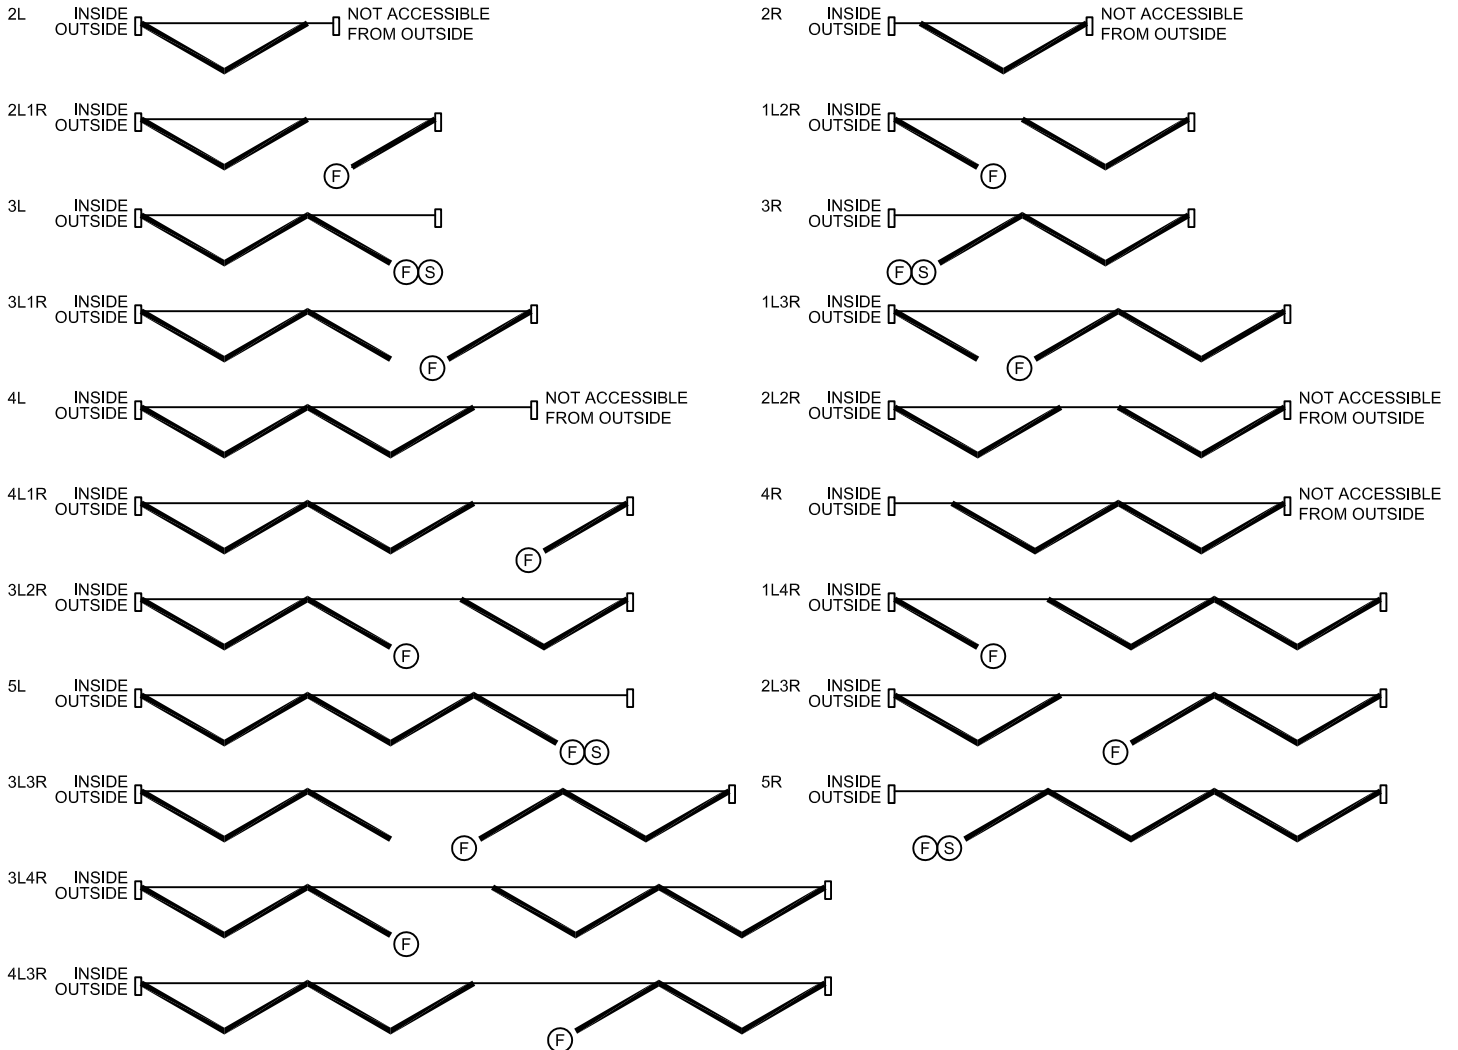 2L INSIDE NOT ACCESSIBLE
OUTSIDE FROM OUTSIDE
2R INSIDE NOT ACCESSIBLE
OUTSIDE FROM OUTSIDE
2L1R INSIDE
OUTSIDE
F
1L2R INSIDE
OUTSIDE
F
3L INSIDE
OUTSIDE
F S
3R INSIDE
OUTSIDE
F S
3L1R INSIDE
OUTSIDE
F
1L3R INSIDE
OUTSIDE
F
4L INSIDE NOT ACCESSIBLE
OUTSIDE FROM OUTSIDE
2L2R INSIDE NOT ACCESSIBLE
OUTSIDE FROM OUTSIDE
4L1R INSIDE
OUTSIDE
F
4R INSIDE NOT ACCESSIBLE
OUTSIDE FROM OUTSIDE
3L2R INSIDE
OUTSIDE
F
1L4R INSIDE
OUTSIDE
F
5L INSIDE
OUTSIDE
F S
2L3R INSIDE
OUTSIDE
F
3L3R INSIDE
OUTSIDE
F
5R INSIDE
OUTSIDE
F S
3L4R INSIDE
OUTSIDE
F
4L3R INSIDE
OUTSIDE
F